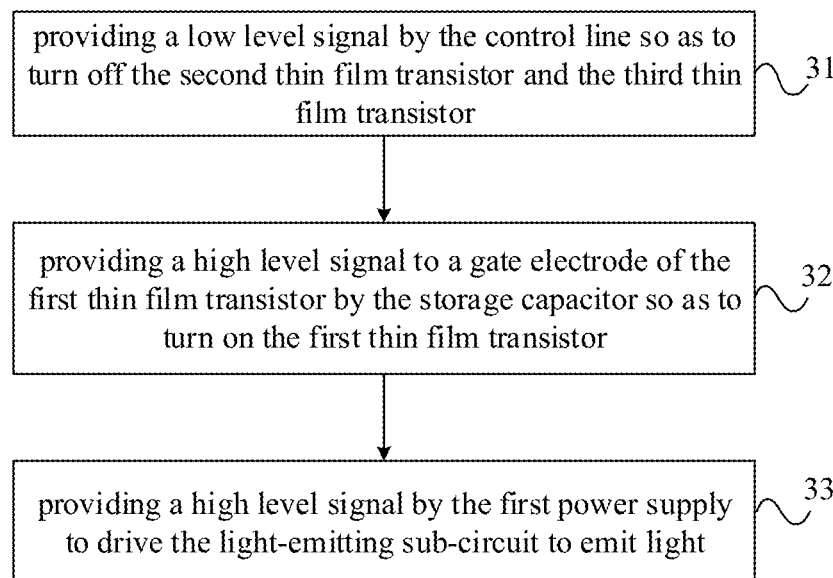 providing a low level signal by the control line so as to
turn off the second thin film transistor and the third thin
film transistor
31
providing a high level signal to a gate electrode of the
first thin film transistor by the storage capacitor so as to
turn on the first thin film transistor
32
providing a high level signal by the first power supply
to drive the light-emitting sub-circuit to emit light
33